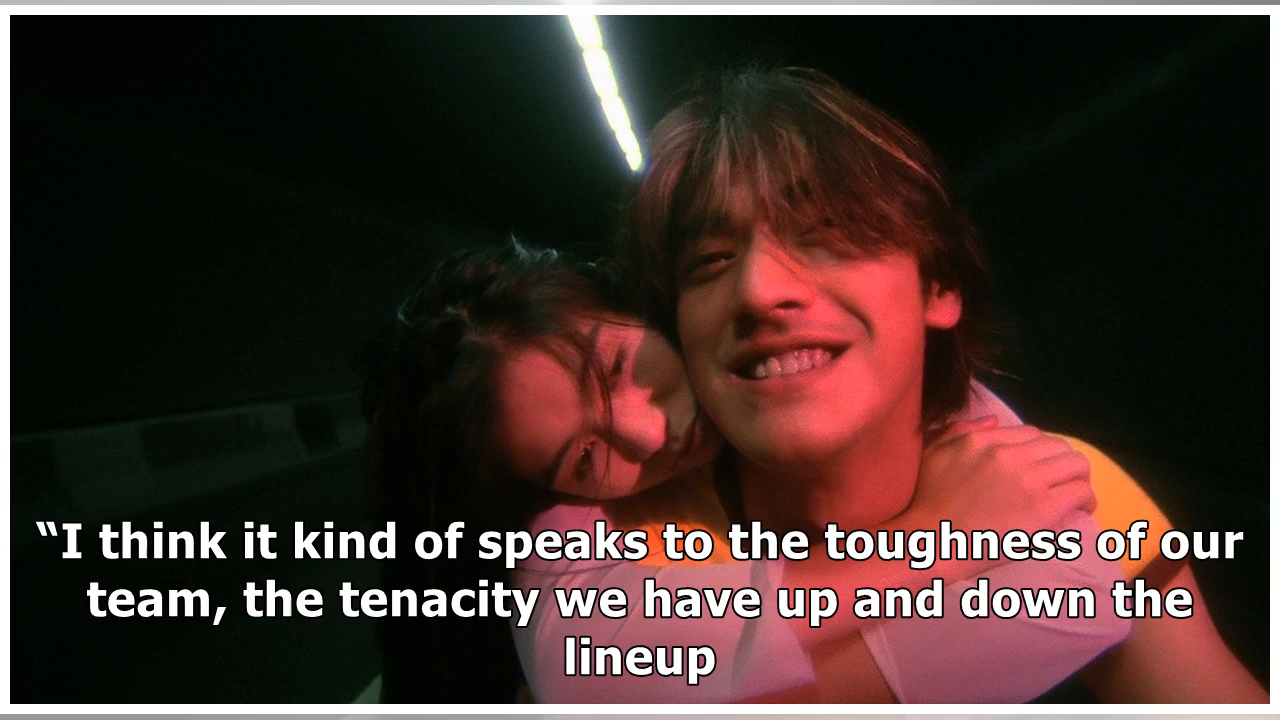 “I think it kind of speaks to the toughness of our
team, the tenacity we have up and down the
lineup